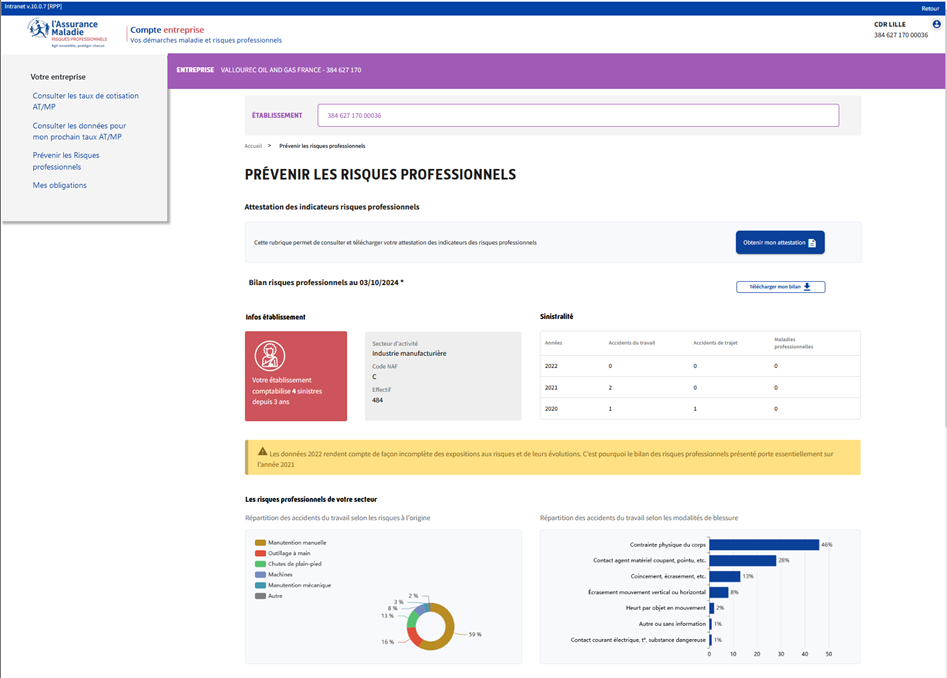 Intranet v.10.0.7 [RPP]
Retour
l'Assurance
Maladie
RISQUES PROFESSIONNELS
Agir ensemble, protéger chacun
Compte entreprise
Vos démarches maladie et risques professionnels
CDR LILLE
384 627 170 00036
Votre entreprise
Consulter les taux de cotisation
AT/MP
Consulter les données pour
mon prochain taux AT/MP
Prévenir les Risques
professionnels
Mes obligations
ENTREPRISE VALLOUREC OIL AND GAS FRANCE - 384 627 170
ÉTABLISSEMENT 384 627 170 00036
Accueil > Prévenir les risques professionnels
PRÉVENIR LES RISQUES PROFESSIONNELS
Attestation des indicateurs risques professionnels
Cette rubrique permet de consulter et télécharger votre attestation des indicateurs des risques professionnels
Obtenir mon attestation
Bilan risques professionnels au 03/10/2024 *
Télécharger mon bilan
Infos établissement
Votre établissement
comptabilise 4 sinistres
depuis 3 ans
Secteur d'activité
Industrie manufacturière
Code NAF
C
Effectif
484
Sinistralité
Années Accidents du travail Accidents de trajet Maladies professionnelles
2022 0 0 0
2021 2 0 0
2020 1 1 0
Les données 2022 rendent compte de façon incomplète des expositions aux risques et de leurs évolutions. C'est pourquoi le bilan des risques professionnels présenté porte essentiellement sur
l'année 2021
Les risques professionnels de votre secteur
Répartition des accidents du travail selon les risques à l'origine
Manutention manuelle
Outillage à main
Chutes de plain-pied
Machines
Manutention mécanique
Autre
2 %
3 %
8 %
13 %
16 %
59 %
Répartition des accidents du travail selon les modalités de blessure
Contrainte physique du corps 46%
Contact agent matériel coupant, pointu, etc. 28%
Coincement, écrasement, etc. 13%
Écrasement mouvement vertical ou horizontal 8%
Heurt par objet en mouvement 2%
Autre ou sans information 1%
Contact courant électrique, t°, substance dangereuse 1%
0 10 20 30 40 50